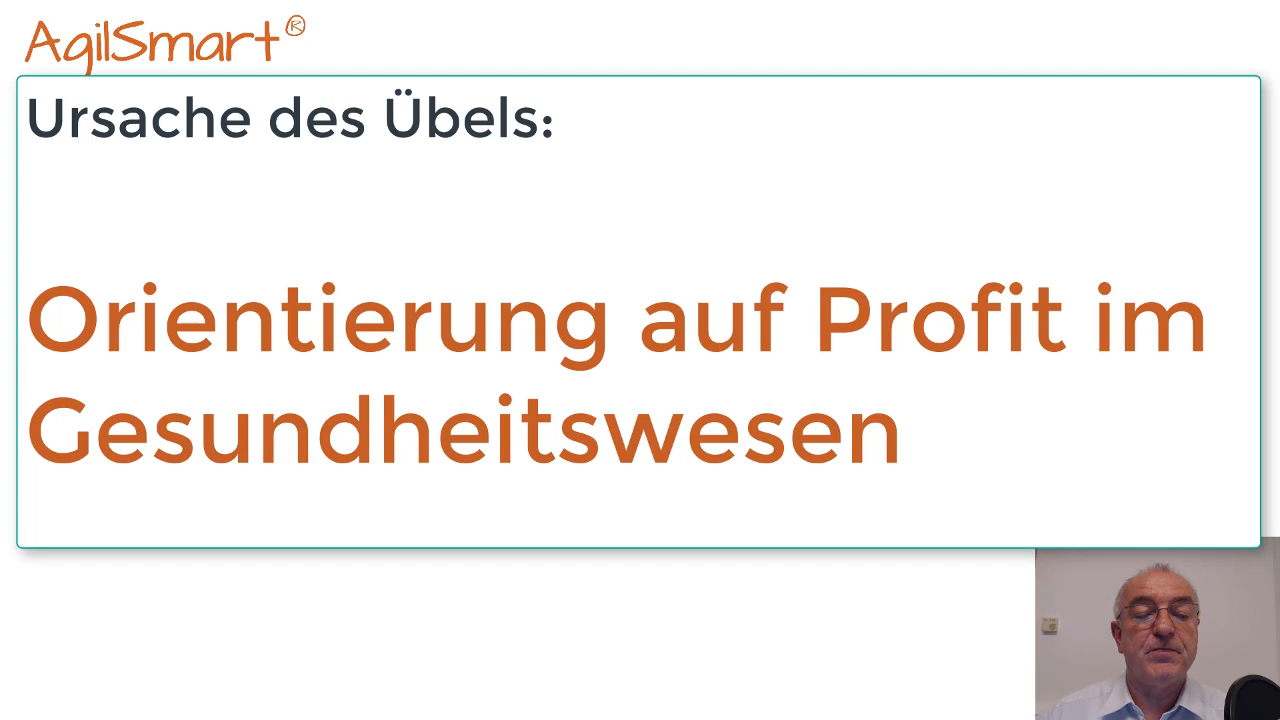 AgilSmart®
Ursache des Übels:
Orientierung auf Profit im
Gesundheitswesen